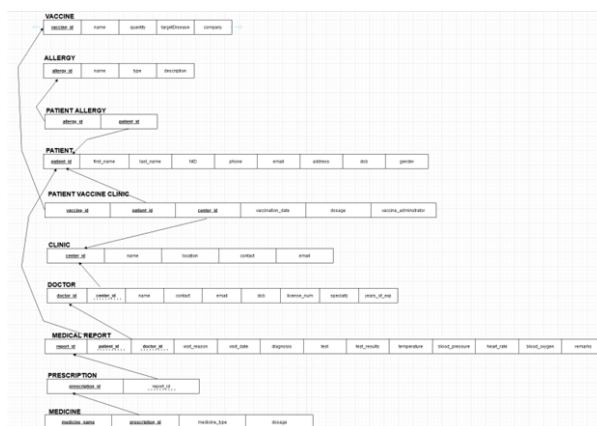 VACCINE
vaccine_id name quantity targetDisease company
ALLERGY
allergy_id name type description
PATIENT ALLERGY
allergy_id patient_id
PATIENT
patient_id first_name last_name NID phone email address dob gender
PATIENT VACCINE CLINIC
vaccine_id patient_id center_id vaccination_date dosage vaccine_administrator
CLINIC
center_id name location contact email
DOCTOR
doctor_id center_id name contact email dob license_num specialty years_of_exp
MEDICAL REPORT
report_id patient_id doctor_id visit_reason visit_date diagnosis test test_results temperature blood_pressure heart_rate blood_oxygen remarks
PRESCRIPTION
prescription_id report_id
MEDICINE
medicine_name prescription_id medicine_type dosage